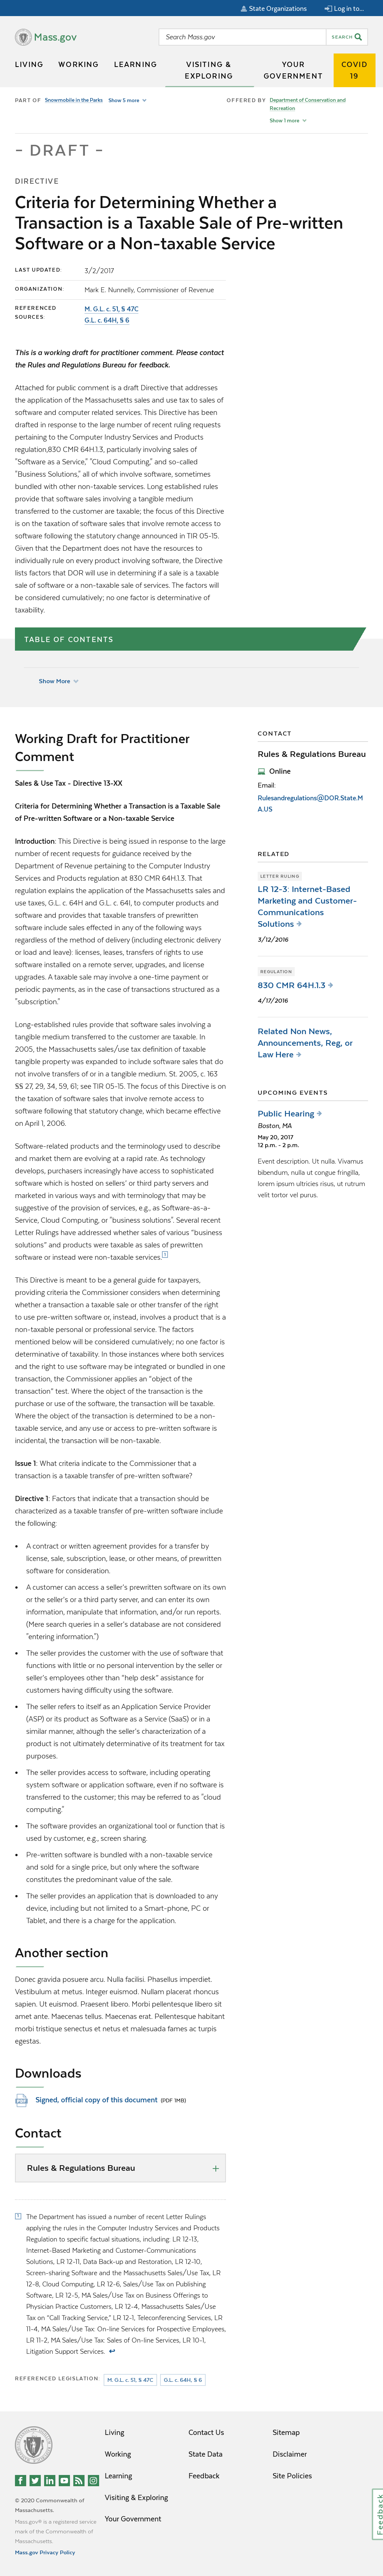 State Organizations
Log in to...
Mass.gov
Search Mass.gov
SEARCH
LIVING
WORKING
LEARNING
VISITING &
EXPLORING
YOUR
GOVERNMENT
COVID
19
PART OF Snowmobile in the Parks Show 5 more
OFFERED BY Department of Conservation and
Recreation
Show 1 more
- DRAFT -
DIRECTIVE
Criteria for Determining Whether a
Transaction is a Taxable Sale of Pre-written
Software or a Non-taxable Service
LAST UPDATED: 3/2/2017
ORGANIZATION: Mark E. Nunnelly, Commissioner of Revenue
REFERENCED
SOURCES:
M. G.L. c. 51, § 47C
G.L. c. 64H, § 6
This is a working draft for practitioner comment. Please contact
the Rules and Regulations Bureau for feedback.
Attached for public comment is a draft Directive that addresses
the application of Massachusetts sales and use tax to sales of
software and computer related services. This Directive has been
drafted in response to the large number of letter ruling requests
pertaining to the Computer Industry Services and Products
regulation,830 CMR 64H.1.3, particularly involving sales of
"Software as a Service," "Cloud Computing," and so-called
"Business Solutions," all of which involve software, sometimes
bundled with other non-taxable services. Long established rules
provide that software sales involving a tangible medium
transferred to the customer are taxable; the focus of this Directive
is on transactions that involve remote software access to
software following the statutory change announced in TIR 05-15.
Given that the Department does not have the resources to
individually rule on every product involving software, the Directive
lists factors that DOR will use in determining if a sale is a taxable
sale of software or a non-taxable sale of services. The factors will
be considered cumulatively; no one factor is determinative of
taxability.
TABLE OF CONTENTS
Show More
Working Draft for Practitioner
Comment
Sales & Use Tax - Directive 13-XX
Criteria for Determining Whether a Transaction is a Taxable Sale
of Pre-written Software or a Non-taxable Service
Introduction: This Directive is being issued in response to the large
number of recent requests for guidance received by the
Department of Revenue pertaining to the Computer Industry
Services and Products regulation at 830 CMR 64H.1.3. That
regulation explains the application of the Massachusetts sales and
use taxes, G.L. c. 64H and G.L. c. 64I, to computer products and
software and provides that taxable transfers of pre-written
software include sales effected in any of the following ways
regardless of the method of delivery (including electronic delivery
or load and leave): licenses, leases, transfers of rights to use
software installed on a remote server, upgrades, and license
upgrades. A taxable sale may involve a one-time payment or
periodic payments, as in the case of transactions structured as a
"subscription."
Long-established rules provide that software sales involving a
tangible medium transferred to the customer are taxable. In
2005, the Massachusetts sales/use tax definition of taxable
tangible property was expanded to include software sales that do
not involve transfers of or in a tangible medium. St. 2005, c. 163
§§ 27, 29, 34, 59, 61; see TIR 05-15. The focus of this Directive is on
the taxation of software access that does not involve a tangible
medium subsequent to that statutory change, which became effective
on April 1, 2006.
Software-related products and the terminology used to describe
and market them are evolving at a rapid rate. As technology
develops, purchasers increasingly have access to sophisticated
software which is hosted on sellers' or third party servers and
marketed in various ways and with terminology that may be
suggestive of the provision of services, e.g., as Software-as-a-
Service, Cloud Computing, or "business solutions". Several recent
Letter Rulings have addressed whether sales of various "business
solutions" and products were taxable as sales of prewritten
software or instead were non-taxable services.[1]
This Directive is meant to be a general guide for taxpayers,
providing criteria the Commissioner considers when determining
whether a transaction a taxable sale or other transfer of the right
to use pre-written software or, instead, involves a product that is a
non-taxable personal or professional service. The factors
mentioned below will be considered cumulatively; no one factor is
determinative of taxability. In those instances where both services
and the right to use software may be integrated or bundled in one
transaction, the Commissioner applies an "object of the
transaction" test. Where the object of the transaction is the
purchase or use of the software, the transaction will be taxable.
Where the object of the transaction is determined to be a non-
taxable service, and any use or access to pre-written software is
incidental, the transaction will be non-taxable.
Issue 1: What criteria indicate to the Commissioner that a
transaction is a taxable transfer of pre-written software?
Directive 1: Factors that indicate that a transaction should be
characterized as a taxable transfer of pre-written software include
the following:
• A contract or written agreement provides for a transfer by
license, sale, subscription, lease, or other means, of prewritten
software for consideration.
• A customer can access a seller's prewritten software on its own
or the seller's or a third party server, and can enter its own
information, manipulate that information, and/or run reports.
(Mere search queries in a seller's database are not considered
"entering information.")
• The seller provides the customer with the use of software that
functions with little or no personal intervention by the seller or
seller's employees other than "help desk" assistance for
customers having difficulty using the software.
• The seller refers to itself as an Application Service Provider
(ASP) or its product as Software as a Service (SaaS) or in a
similar manner, although the seller's characterization of a
product is not ultimately determinative of its treatment for tax
purposes.
• The seller provides access to software, including operating
system software or application software, even if no software is
transferred to the customer; this may be referred to as "cloud
computing."
• The software provides an organizational tool or function that is
used by customer, e.g., screen sharing.
• Pre-written software is bundled with a non-taxable service
and sold for a single price, but only where the software
constitutes the predominant value of the sale.
• The seller provides an application that is downloaded to any
device, including but not limited to a Smart-phone, PC or
Tablet, and there is a charge for the application.
Another section
Donec gravida posuere arcu. Nulla facilisi. Phasellus imperdiet.
Vestibulum at metus. Integer euismod. Nullam placerat rhoncus
sapien. Ut euismod. Praesent libero. Morbi pellentesque libero sit
amet ante. Maecenas tellus. Maecenas erat. Pellentesque habitant
morbi tristique senectus et netus et malesuada fames ac turpis
egestas.
Downloads
Signed, official copy of this document (PDF 1MB)
Contact
Rules & Regulations Bureau
[1] The Department has issued a number of recent Letter Rulings
applying the rules in the Computer Industry Services and Products
Regulation to specific factual situations, including: LR 12-13,
Internet-Based Marketing and Customer-Communications
Solutions, LR 12-11, Data Back-up and Restoration, LR 12-10,
Screen-sharing Software and the Massachusetts Sales/Use Tax, LR
12-8, Cloud Computing, LR 12-6, Sales/Use Tax on Publishing
Software, LR 12-5, MA Sales/Use Tax on Business Offerings to
Physician Practice Customers, LR 12-4, Massachusetts Sales/Use
Tax on "Call Tracking Service," LR 12-1, Teleconferencing Services, LR
11-4, MA Sales/Use Tax: On-line Services for Prospective Employees,
LR 11-2, MA Sales/Use Tax: Sales of On-line Services, LR 10-1,
Litigation Support Services. ↩
REFERENCED LEGISLATION: M. G.L. c. 51, § 47C G.L. c. 64H, § 6
CONTACT
Rules & Regulations Bureau
Online
Email:
Rulesandregulations@DOR.State.M
A.US
RELATED
LETTER RULING
LR 12-3: Internet-Based
Marketing and Customer-
Communications
Solutions
3/12/2016
REGULATION
830 CMR 64H.1.3
4/17/2016
Related Non News,
Announcements, Reg, or
Law Here
UPCOMING EVENTS
Public Hearing
Boston, MA
May 20, 2017
12 p.m. - 2 p.m.
Event description. Ut nulla. Vivamus
bibendum, nulla ut congue fringilla,
lorem ipsum ultricies risus, ut rutrum
velit tortor vel purus.
Living
Working
Learning
Visiting & Exploring
Your Government
Contact Us
State Data
Feedback
Sitemap
Disclaimer
Site Policies
© 2020 Commonwealth of
Massachusetts.
Mass.gov® is a registered service
mark of the Commonwealth of
Massachusetts.
Mass.gov Privacy Policy
Feedback